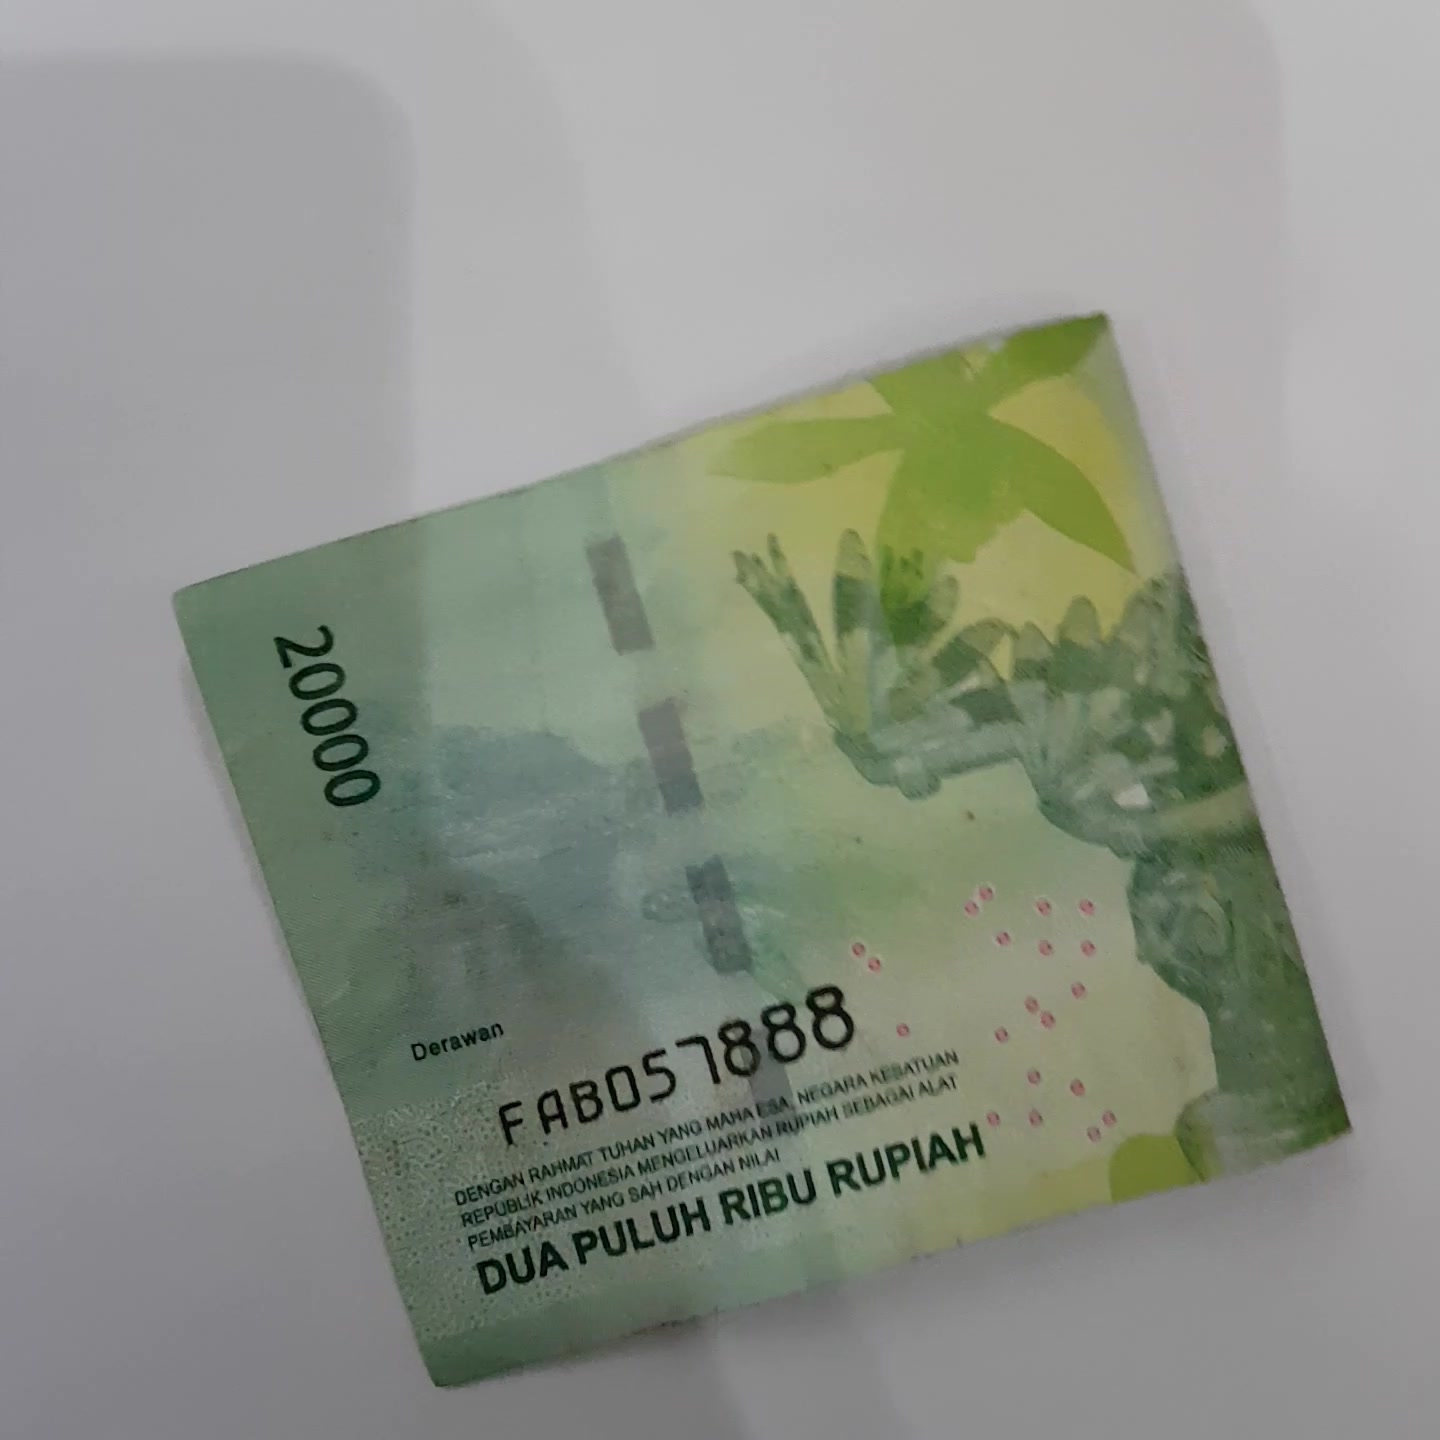 20000
Derawan
FAB057888
DENGAN RAHMAT TUHAN YANG MAHA ESA, NEGARA KESATUAN
REPUBLIK INDONESIA MENGELUARKAN RUPIAH SEBAGAI ALAT
PEMBAYARAN YANG SAH DENGAN NILAI
DUA PULUH RIBU RUPIAH